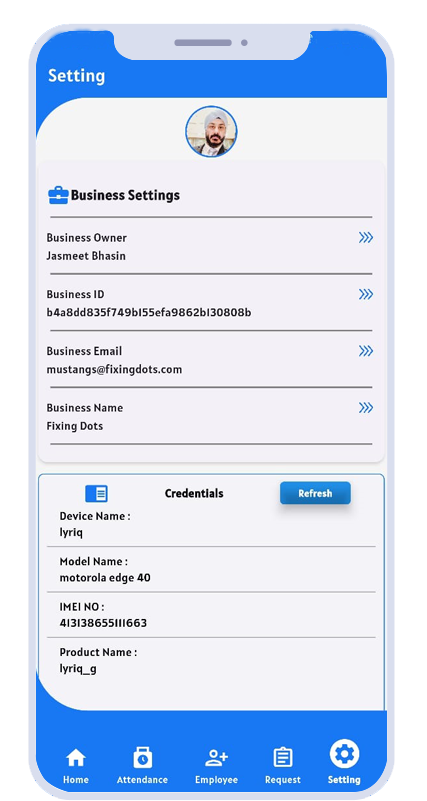 Setting
Business Settings
Business Owner
Jasmeet Bhasin
Business ID
b4a8dd835f749b155efa9862b130808b
Business Email
mustangs@fixingdots.com
Business Name
Fixing Dots
Credentials Refresh
Device Name :
lyriq
Model Name :
motorola edge 40
IMEI NO :
413138655111663
Product Name :
lyriq_g
Home Attendance Employee Request Setting